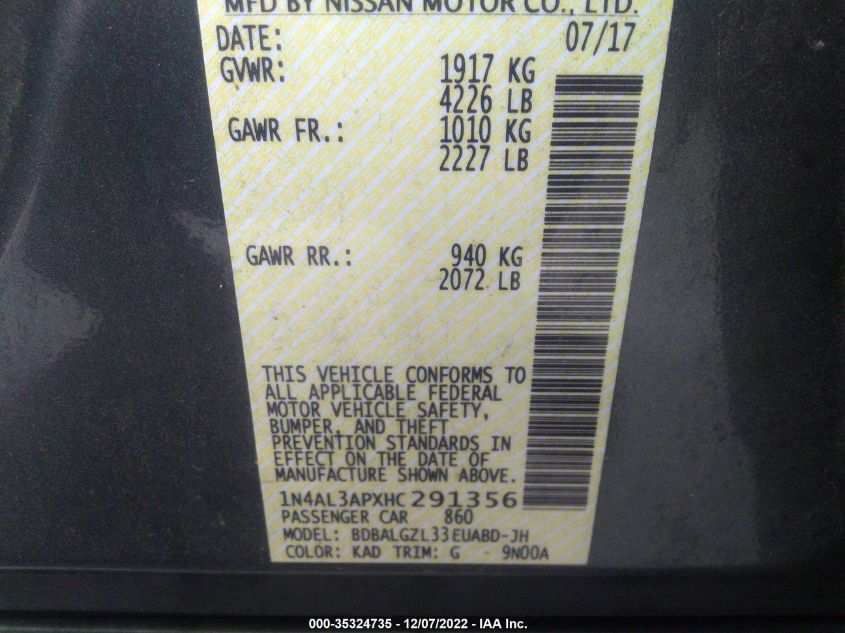 MFD BY NISSAN MOTOR CO., LTD.
DATE: 07/17
GVWR: 1917 KG
4226 LB
GAWR FR.: 1010 KG
2227 LB
GAWR RR.: 940 KG
2072 LB
THIS VEHICLE CONFORMS TO
ALL APPLICABLE FEDERAL
MOTOR VEHICLE SAFETY,
BUMPER, AND THEFT
PREVENTION STANDARDS IN
EFFECT ON THE DATE OF
MANUFACTURE SHOWN ABOVE.
1N4AL3APXHC291356
PASSENGER CAR 860
MODEL: BDBALGZL33EUABD-JH
COLOR: KAD TRIM: G - 9N00A
000-35324735 - 12/07/2022 - IAA Inc.